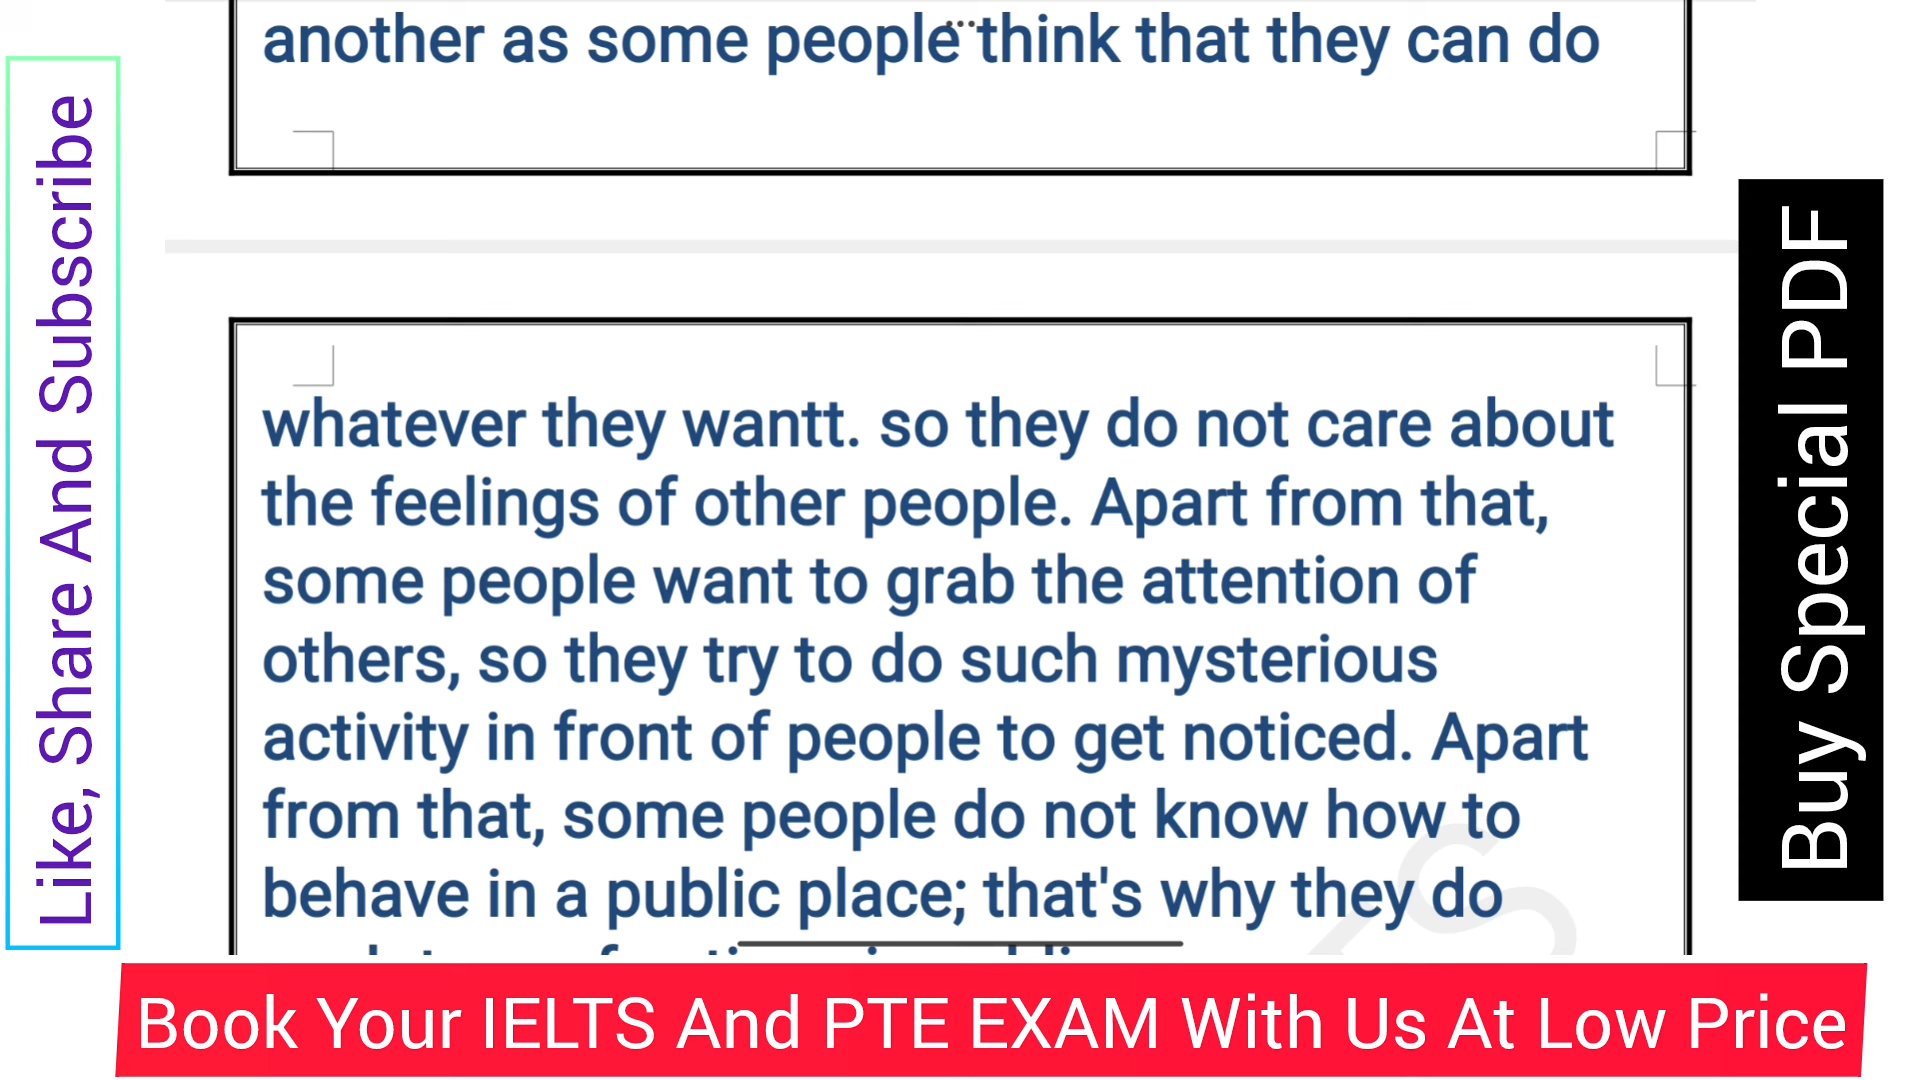 another as some people think that they can do
whatever they wantt. so they do not care about
the feelings of other people. Apart from that,
some people want to grab the attention of
others, so they try to do such mysterious
activity in front of people to get noticed. Apart
from that, some people do not know how to
behave in a public place; that's why they do
Like, Share And Subscribe
Buy Special PDF
Book Your IELTS And PTE EXAM With Us At Low Price